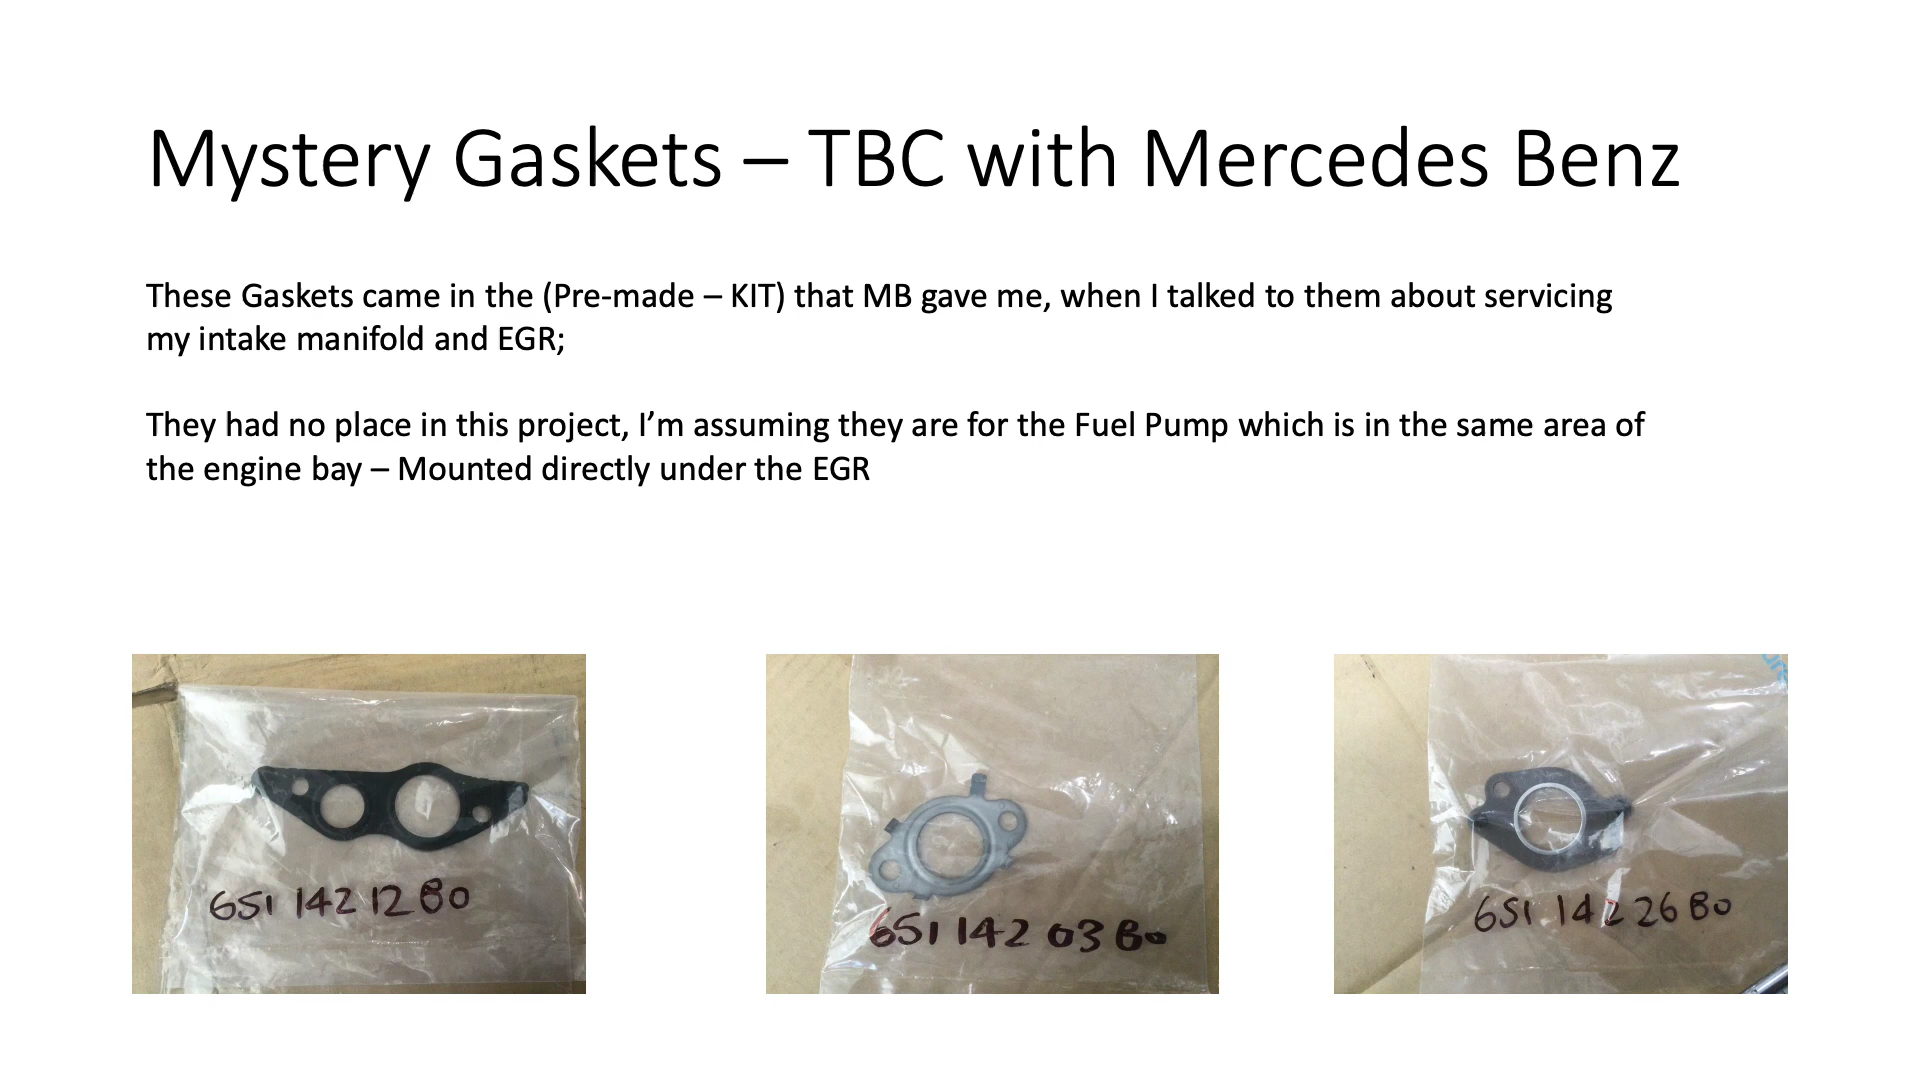 Mystery Gaskets – TBC with Mercedes Benz
These Gaskets came in the (Pre-made – KIT) that MB gave me, when I talked to them about servicing
my intake manifold and EGR;
They had no place in this project, I’m assuming they are for the Fuel Pump which is in the same area of
the engine bay – Mounted directly under the EGR
651 142 12 80
651 142 03 80
651 142 26 80